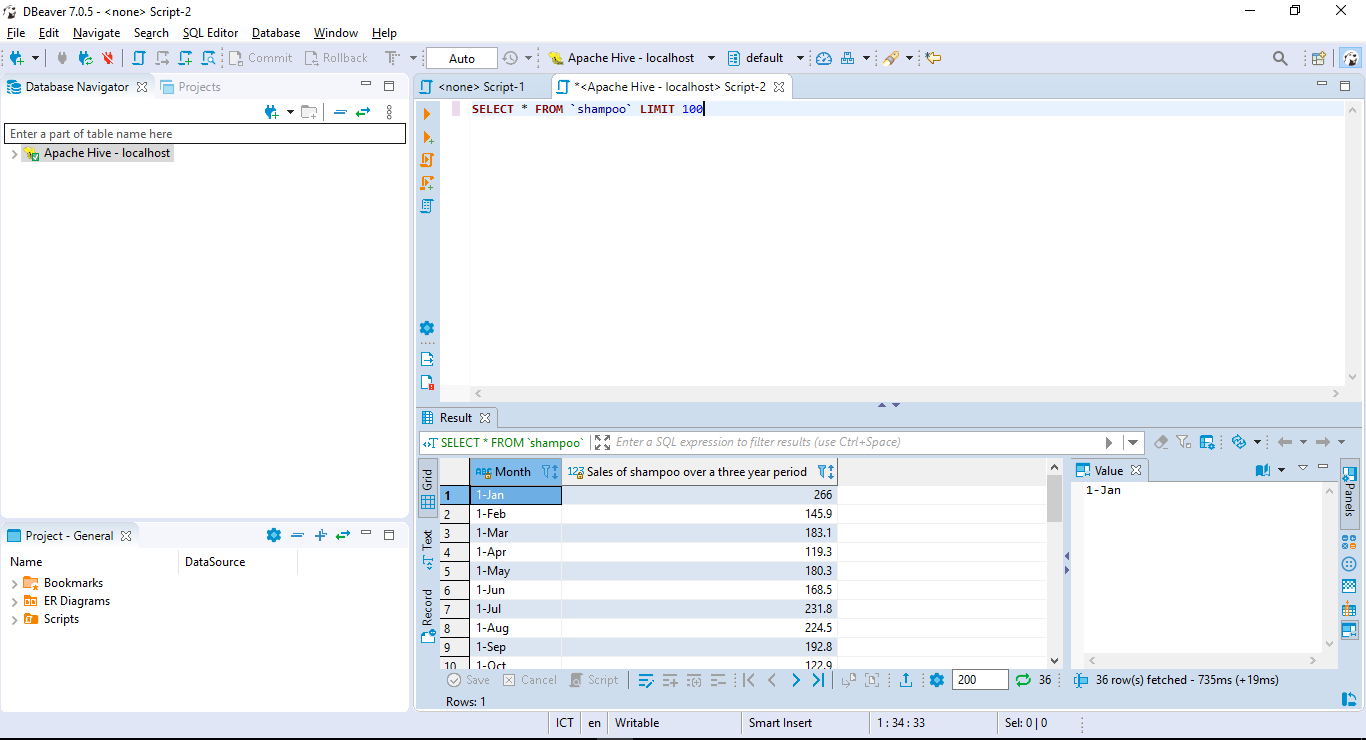 DBeaver 7.0.5 - <none> Script-2
File Edit Navigate Search SQL Editor Database Window Help
Commit Rollback Auto Apache Hive - localhost default
Database Navigator Projects
<none> Script-1 *<Apache Hive - localhost> Script-2
Enter a part of table name here
Apache Hive - localhost
SELECT * FROM `shampoo` LIMIT 100
Result
SELECT * FROM `shampoo` Enter a SQL expression to filter results (use Ctrl+Space)
Grid
Text
Record
ABC Month 123 Sales of shampoo over a three year period
1 1-Jan 266
2 1-Feb 145.9
3 1-Mar 183.1
4 1-Apr 119.3
5 1-May 180.3
6 1-Jun 168.5
7 1-Jul 231.8
8 1-Aug 224.5
9 1-Sep 192.8
10 1-Oct 122.9
Value
1-Jan
Panels
Save Cancel Script 200 36 36 row(s) fetched - 735ms (+19ms)
Rows: 1
Project - General
Name DataSource
Bookmarks
ER Diagrams
Scripts
ICT en Writable Smart Insert 1 : 34 : 33 Sel: 0 | 0